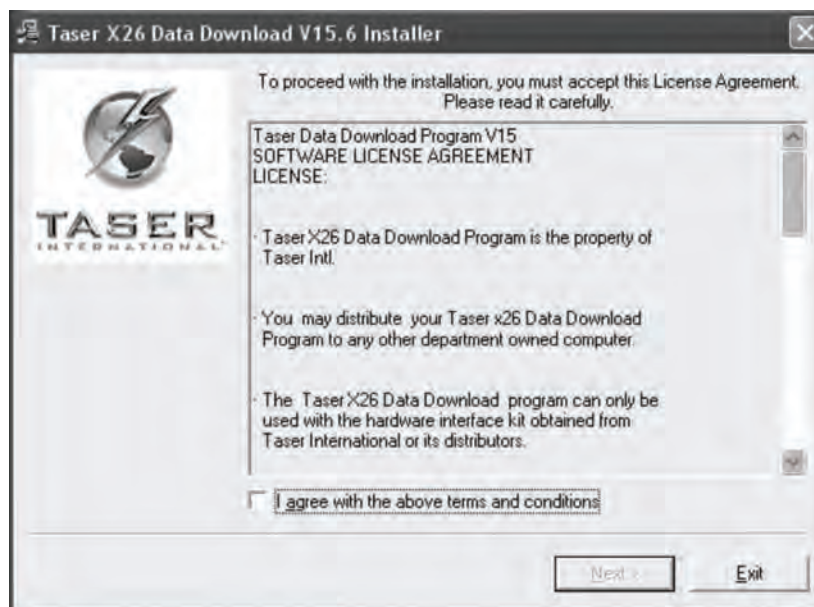 Taser X26 Data Download V15.6 Installer
To proceed with the installation, you must accept this License Agreement.
Please read it carefully.
Taser Data Download Program V15
SOFTWARE LICENSE AGREEMENT
LICENSE:
· Taser X26 Data Download Program is the property of
Taser Intl.
· You may distribute your Taser x26 Data Download
Program to any other department owned computer.
· The Taser X26 Data Download program can only be
used with the hardware interface kit obtained from
Taser International or its distributors.
TASER
INTERNATIONAL
I agree with the above terms and conditions
Next >
Exit